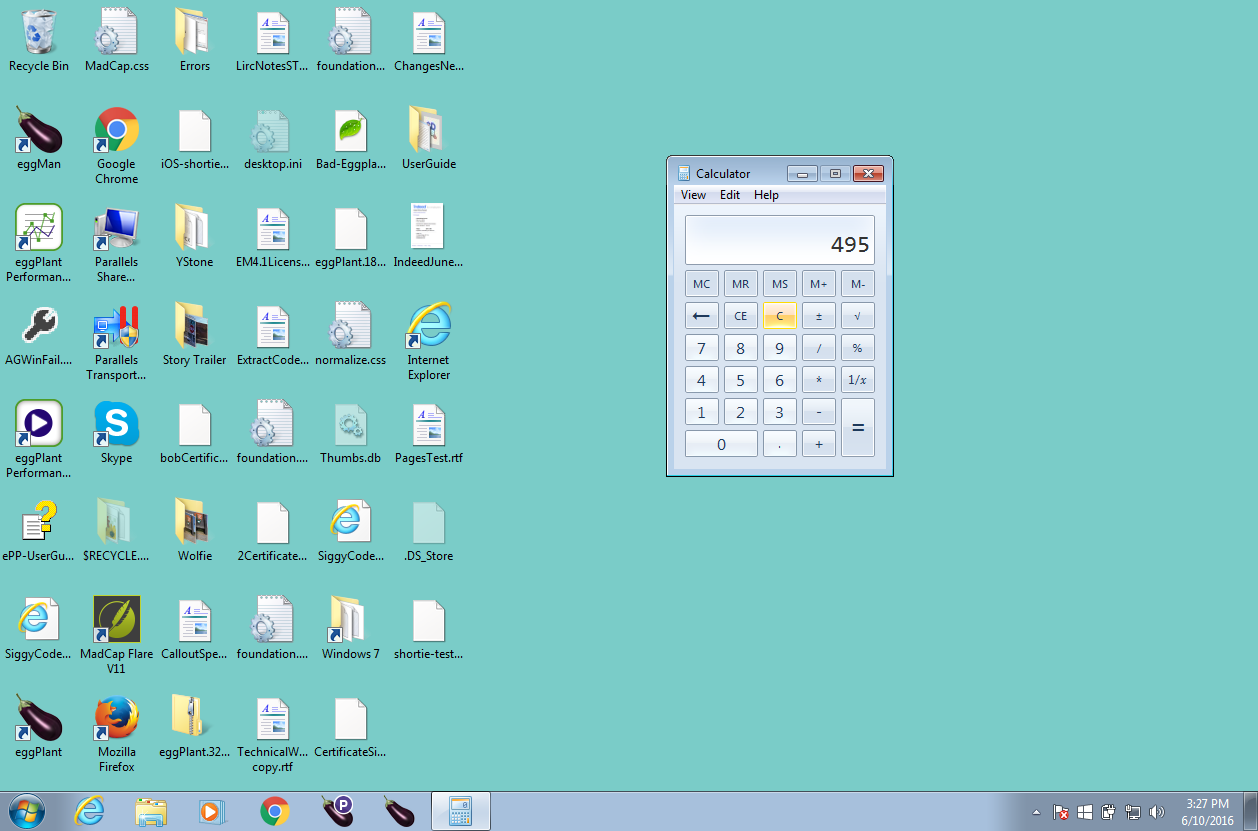 Recycle Bin
MadCap.css
Errors
LircNotesST...
foundation...
ChangesNe...
eggMan
Google
Chrome
iOS-shortie...
desktop.ini
Bad-Eggpla...
UserGuide
eggPlant
Performan...
Parallels
Share...
YStone
EM4.1Licens...
eggPlant.18...
IndeedJune...
AGWinFail....
Parallels
Transport...
Story Trailer
ExtractCode...
normalize.css
Internet
Explorer
eggPlant
Performan...
Skype
bobCertific...
foundation....
Thumbs.db
PagesTest.rtf
ePP-UserGu...
$RECYCLE....
Wolfie
2Certificate...
SiggyCode...
.DS_Store
SiggyCode...
MadCap Flare
V11
CalloutSpe...
foundation....
Windows 7
shortie-test...
eggPlant
Mozilla
Firefox
eggPlant.32...
TechnicalW...
copy.rtf
CertificateSi...
Calculator
View Edit Help
495
MC MR MS M+ M-
← CE C ± √
7 8 9 / %
4 5 6 * 1/x
1 2 3 - =
0 . +
P
3:27 PM
6/10/2016